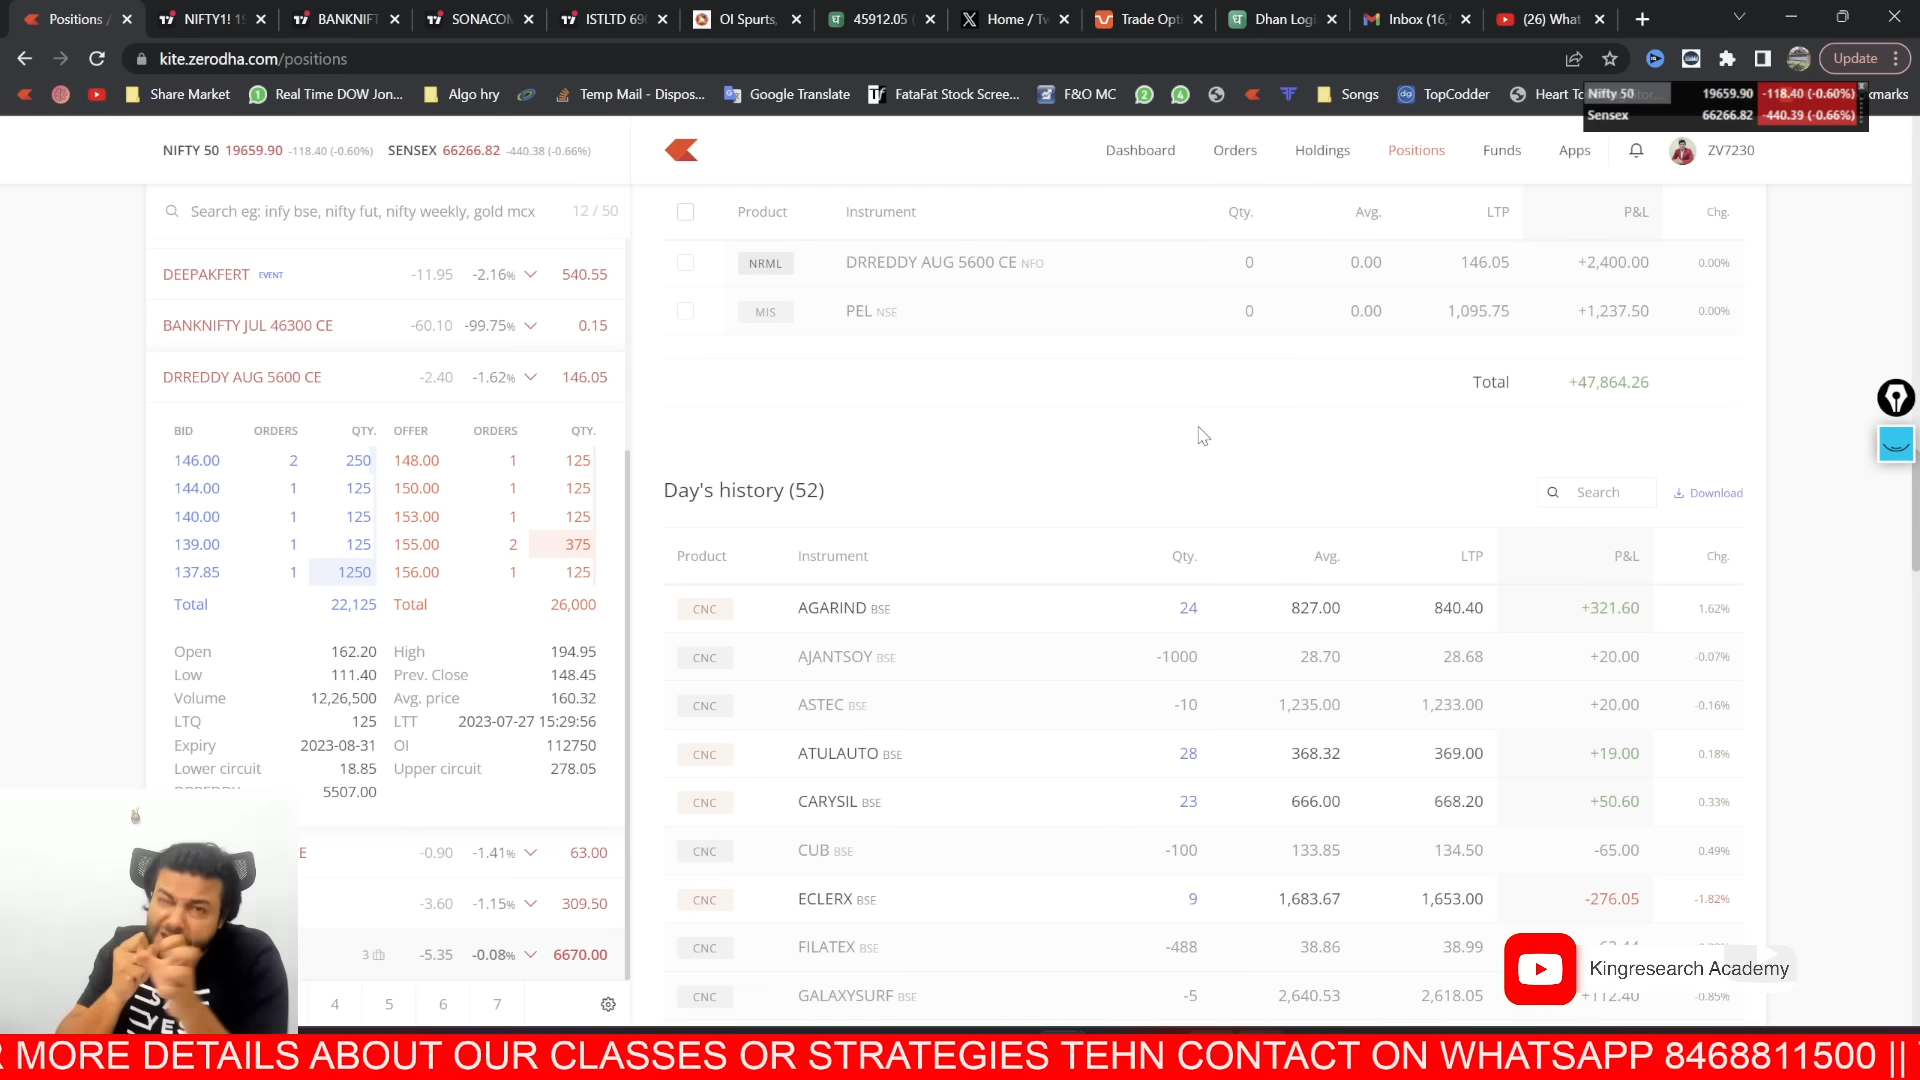 Positions /
NIFTY1! 19
BANKNIFT
SONACOM
ISTLTD 69
OI Spurts,
45912.05
Home / Tw
Trade Opti
Dhan Logi
Inbox (16,
(26) What
kite.zerodha.com/positions
Update
Share Market
Real Time DOW Jon...
Algo hry
Temp Mail - Dispos...
Google Translate
FataFat Stock Scree...
F&O MC
Songs
TopCodder
Nifty 50 19659.90 -118.40 (-0.60%)
Sensex 66266.82 -440.39 (-0.66%)
NIFTY 50 19659.90 -118.40 (-0.60%) SENSEX 66266.82 -440.38 (-0.66%)
Dashboard Orders Holdings Positions Funds Apps ZV7230
Search eg: infy bse, nifty fut, nifty weekly, gold mcx 12 / 50
DEEPAKFERT EVENT -11.95 -2.16% 540.55
BANKNIFTY JUL 46300 CE -60.10 -99.75% 0.15
DRREDDY AUG 5600 CE -2.40 -1.62% 146.05
BID ORDERS QTY. OFFER ORDERS QTY.
146.00 2 250 148.00 1 125
144.00 1 125 150.00 1 125
140.00 1 125 153.00 1 125
139.00 1 125 155.00 2 375
137.85 1 1250 156.00 1 125
Total 22,125 Total 26,000
Open 162.20 High 194.95
Low 111.40 Prev. Close 148.45
Volume 12,26,500 Avg. price 160.32
LTQ 125 LTT 2023-07-27 15:29:56
Expiry 2023-08-31 OI 112750
Lower circuit 18.85 Upper circuit 278.05
5507.00
E -0.90 -1.41% 63.00
-3.60 -1.15% 309.50
3 -5.35 -0.08% 6670.00
4 5 6 7
Product Instrument Qty. Avg. LTP P&L Chg.
NRML DRREDDY AUG 5600 CE NFO 0 0.00 146.05 +2,400.00 0.00%
MIS PEL NSE 0 0.00 1,095.75 +1,237.50 0.00%
Total +47,864.26
Day's history (52) Search Download
Product Instrument Qty. Avg. LTP P&L Chg.
CNC AGARIND BSE 24 827.00 840.40 +321.60 1.62%
CNC AJANTSOY BSE -1000 28.70 28.68 +20.00 -0.07%
CNC ASTEC BSE -10 1,235.00 1,233.00 +20.00 -0.16%
CNC ATULAUTO BSE 28 368.32 369.00 +19.00 0.18%
CNC CARYSIL BSE 23 666.00 668.20 +50.60 0.33%
CNC CUB BSE -100 133.85 134.50 -65.00 0.49%
CNC ECLERX BSE 9 1,683.67 1,653.00 -276.05 -1.82%
CNC FILATEX BSE -488 38.86 38.99
CNC GALAXYSURF BSE -5 2,640.53 2,618.05 +112.40 -0.85%
Kingresearch Academy
MORE DETAILS ABOUT OUR CLASSES OR STRATEGIES TEHN CONTACT ON WHATSAPP 8468811500 ||